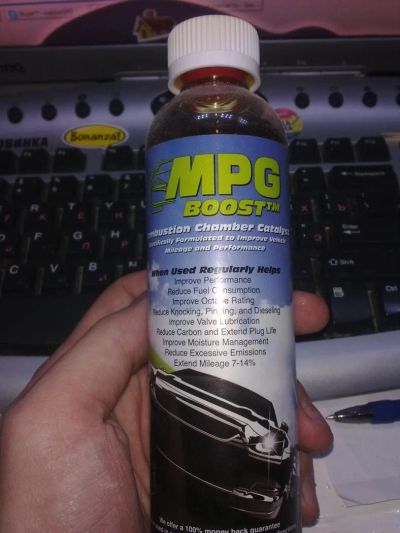 Bonanza!
НОВИНКА
MPG
BOOST™
Combustion Chamber Catalyst
Specifically Formulated to Improve Vehicle
Mileage and Performance
When Used Regularly Helps
Improve Performance
Reduce Fuel Consumption
Improve Octane Rating
Reduce Knocking, Pinging, and Dieseling
Improve Valve Lubrication
Reduce Carbon and Extend Plug Life
Improve Moisture Management
Reduce Excessive Emissions
Extend Mileage 7-14%
We offer a 100% money back guarantee